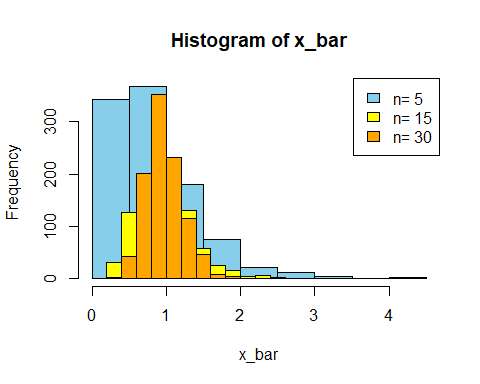 Histogram of x_bar
n= 5
n= 15
n= 30
Frequency
300
200
100
0
0 1 2 3 4
x_bar